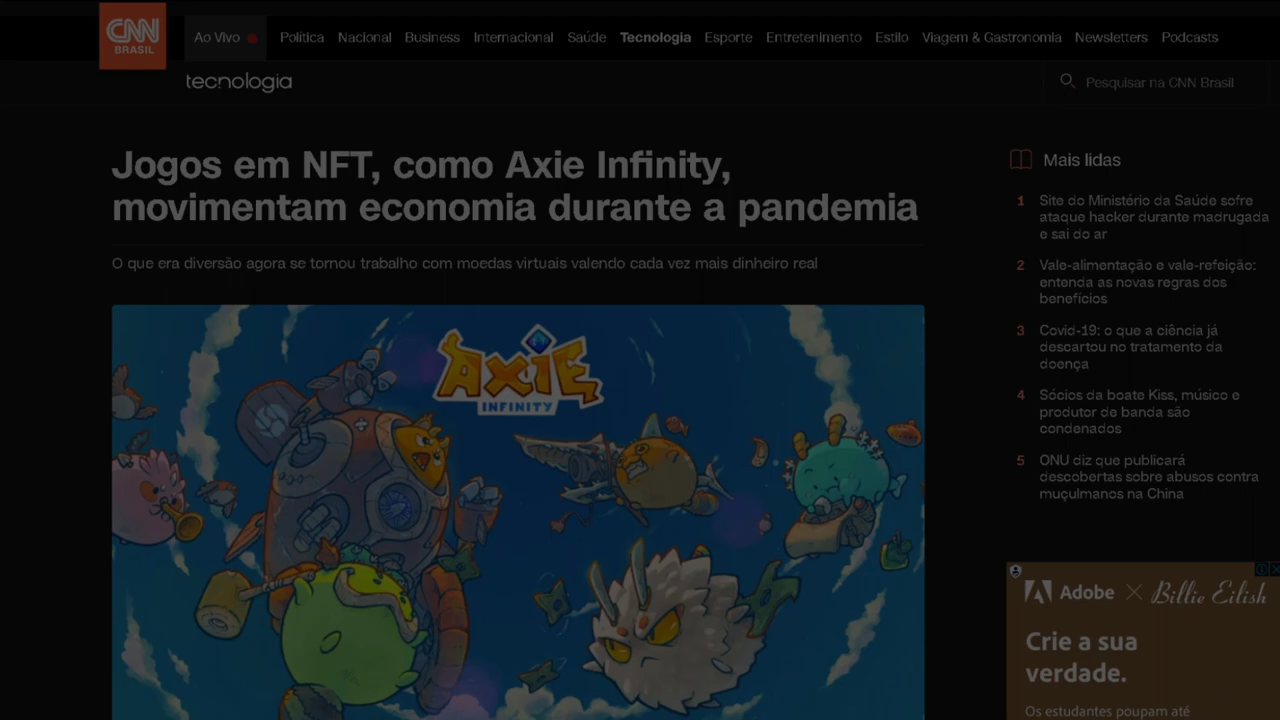 CNN
BRASIL
Ao Vivo
Política
Nacional
Business
Internacional
Saúde
Tecnologia
Esporte
Entretenimento
Estilo
Viagem & Gastronomia
Newsletters
Podcasts
tecnologia
Pesquisar na CNN Brasil
Jogos em NFT, como Axie Infinity,
movimentam economia durante a pandemia
O que era diversão agora se tornou trabalho com moedas virtuais valendo cada vez mais dinheiro real
AXIE
INFINITY
Mais lidas
1 Site do Ministério da Saúde sofre
ataque hacker durante madrugada
e sai do ar
2 Vale-alimentação e vale-refeição:
entenda as novas regras dos
benefícios
3 Covid-19: o que a ciência já
descartou no tratamento da
doença
4 Sócios da boate Kiss, músico e
produtor de banda são
condenados
5 ONU diz que publicará
descobertas sobre abusos contra
muçulmanos na China
Adobe × Billie Eilish
Crie a sua
verdade.
Os estudantes poupam até